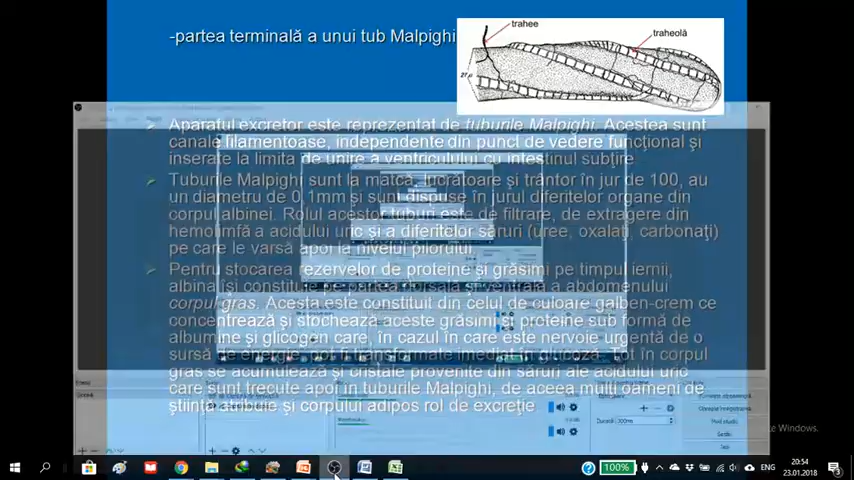 -partea terminală a unui tub Malpighi
trahee
traheolă
Aparatul excretor este reprezentat de tuburile Malpighi. Acestea sunt
canale filamentoase, independente din punct de vedere funcțional și
inserate la limita de unire a ventriculului cu intestinul subțire
Tuburile Malpighi sunt la matcă, lucrătoare și trântor în jur de 100, au
un diametru de 0,1mm și sunt dispuse în jurul diferitelor organe din
corpul albinei. Rolul acestor tuburi este de filtrare, de extragere din
hemolimfă a acidului uric și a diferitelor săruri (uree, oxalați, carbonați)
pe care le varsă apoi la nivelul pilorului
Pentru stocarea rezervelor de proteine și grăsimi pe timpul iernii,
albina își constituie pe partea dorsală și ventrală a abdomenului
corpul gras. Acesta este constituit din celule de culoare galben-crem ce
concentrează și stochează aceste grăsimi și proteine sub formă de
albumine și glicogen care, în cazul în care este nevoie urgentă de o
sursă de energie, pot fi transformate imediat în glucoză. Tot în corpul
gras se acumulează și cristale provenite din săruri ale acidului uric
care sunt trecute apoi în tuburile Malpighi, de aceea mulți oameni de
știință atribuie și corpului adipos rol de excreție
Windows.
300ms
100%
ENG
20:54
23.01.2018